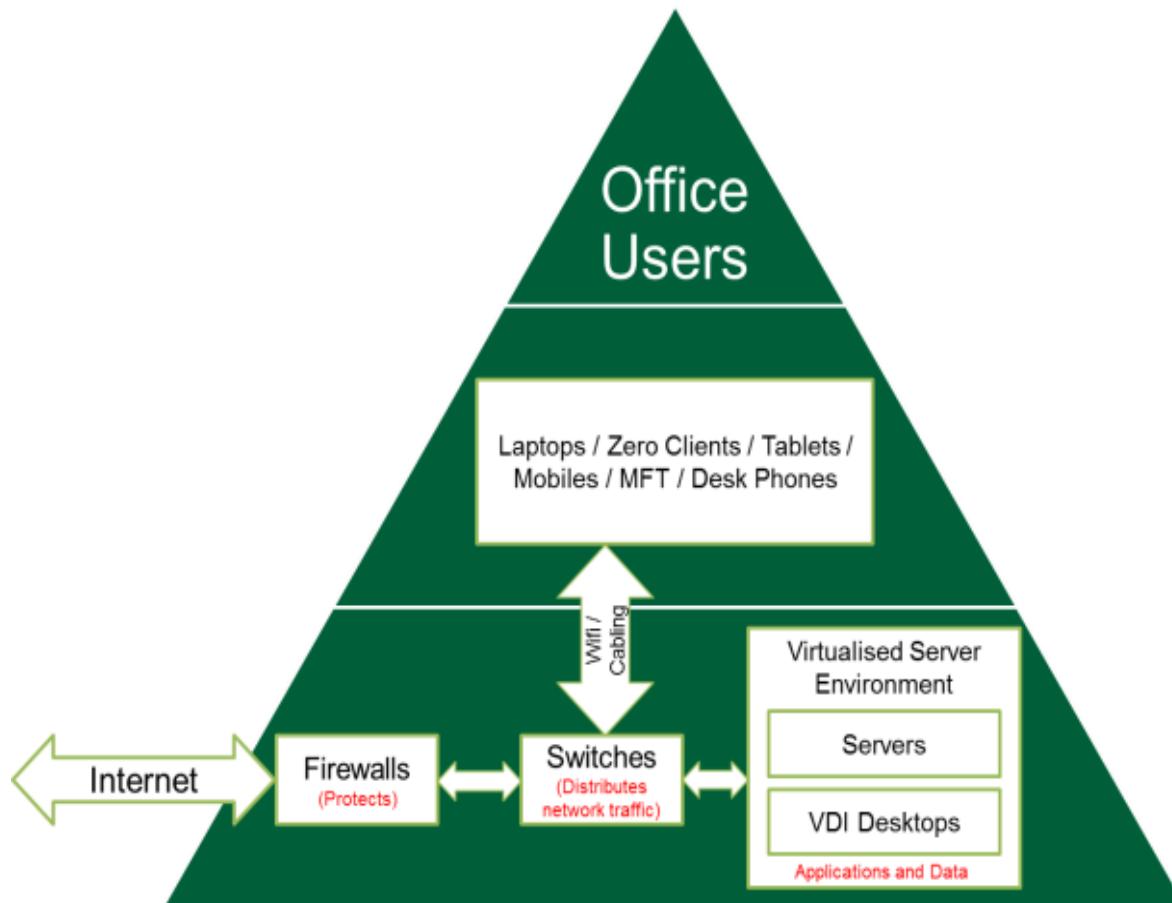 Office
Users
Laptops / Zero Clients / Tablets /
Mobiles / MFT / Desk Phones
Wifi /
Cabling
Internet
Firewalls
(Protects)
Switches
(Distributes
network traffic)
Virtualised Server
Environment
Servers
VDI Desktops
Applications and Data